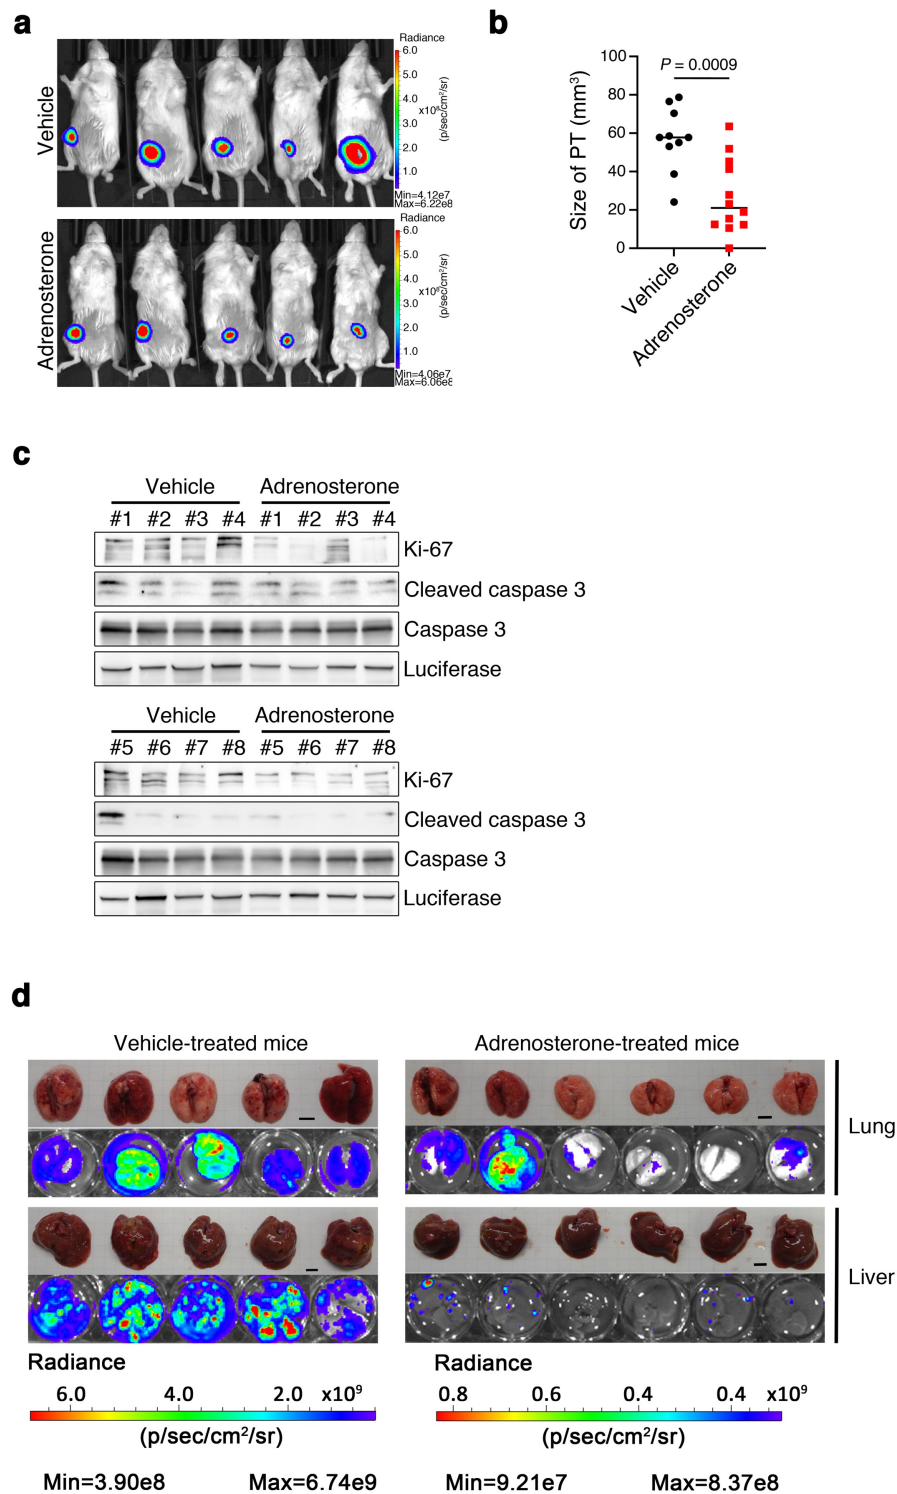 a
Vehicle
Radiance
6.0
5.0
4.0
x10⁸
3.0
2.0
1.0
(p/sec/cm²/sr)
Min=4.12e7
Max=6.22e8
Adrenosterone
Radiance
6.0
5.0
4.0
x10⁸
3.0
2.0
1.0
(p/sec/cm²/sr)
Min=4.06e7
Max=6.06e8
b
P = 0.0009
Size of PT (mm³)
100
80
60
40
20
0
Vehicle
Adrenosterone
c
Vehicle Adrenosterone
#1 #2 #3 #4 #1 #2 #3 #4
Ki-67
Cleaved caspase 3
Caspase 3
Luciferase
Vehicle Adrenosterone
#5 #6 #7 #8 #5 #6 #7 #8
Ki-67
Cleaved caspase 3
Caspase 3
Luciferase
d
Vehicle-treated mice Adrenosterone-treated mice
Lung
Liver
Radiance
6.0 4.0 2.0 x10⁹
(p/sec/cm²/sr)
Min=3.90e8 Max=6.74e9
Radiance
0.8 0.6 0.4 0.4 x10⁹
(p/sec/cm²/sr)
Min=9.21e7 Max=8.37e8